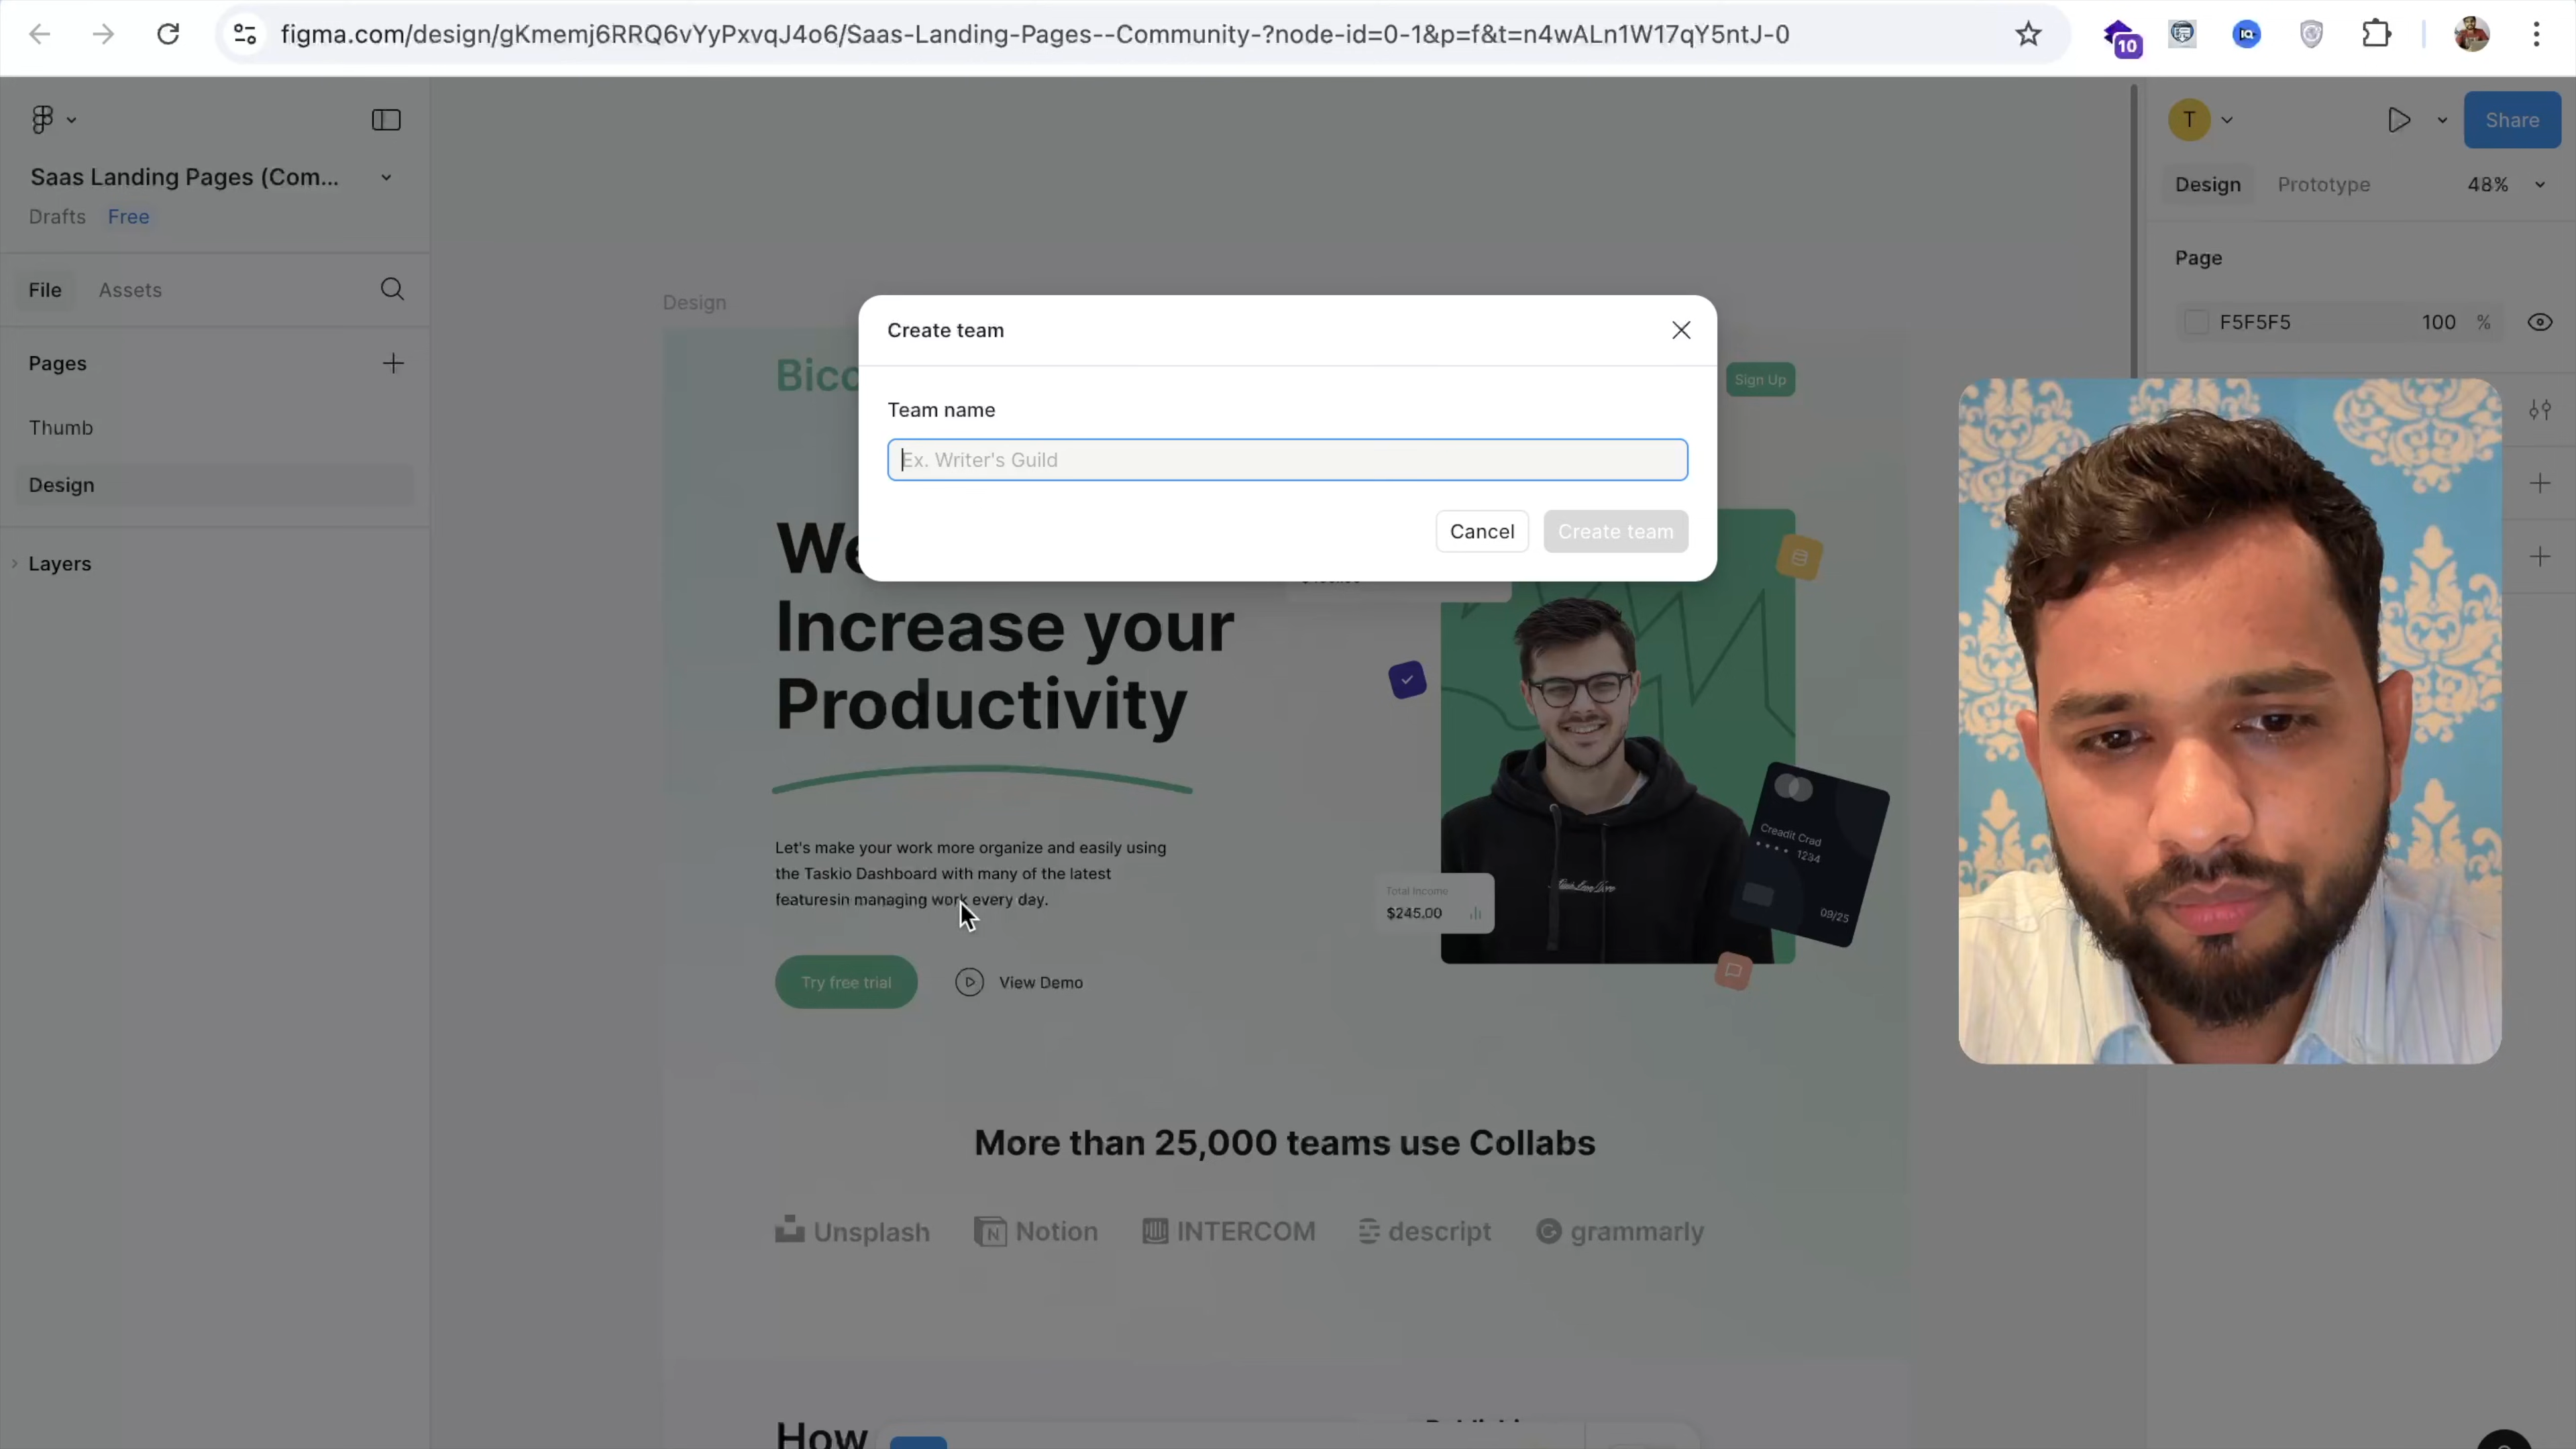 figma.com/design/gKmemj6RRQ6vYyPxvqJ4o6/Saas-Landing-Pages--Community-?node-id=0-1&p=f&t=n4wALn1W17qY5ntJ-0
10
IQ
T
Share
Saas Landing Pages (Com...
Drafts Free
Design Prototype 48%
File Assets
Page
F5F5F5 100 %
Pages
Thumb
Design
Layers
Design
Create team
Team name
Ex. Writer's Guild
Cancel Create team
Sign Up
We
Increase your
Productivity
Let's make your work more organize and easily using
the Taskio Dashboard with many of the latest
featuresin managing work every day.
Try free trial
View Demo
Total Income
$245.00
Creadit Crad
•••• 1234
09/25
More than 25,000 teams use Collabs
Unsplash Notion INTERCOM descript grammarly
How